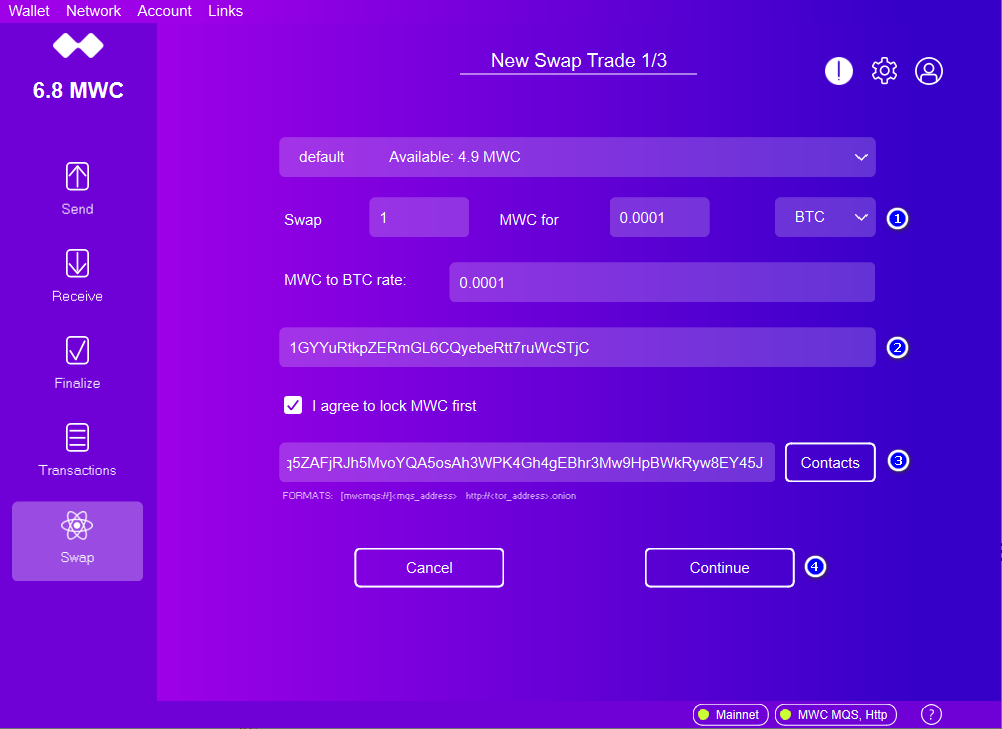 Wallet Network Account Links
6.8 MWC
New Swap Trade 1/3
!
default Available: 4.9 MWC
Swap 1 MWC for 0.0001 BTC 1
MWC to BTC rate: 0.0001
1GYYuRtkpZERmGL6CQyebeRtt7ruWcSTjC 2
I agree to lock MWC first
q5ZAFjRJh5MvoYQA5osAh3WPK4Gh4gEBhr3Mw9HpBWkRyw8EY45J Contacts 3
FORMATS: [mwcmqs://]<mqs_address> http://<tor_address>.onion
Cancel Continue 4
Send
Receive
Finalize
Transactions
Swap
Mainnet MWC MQS, Http ?